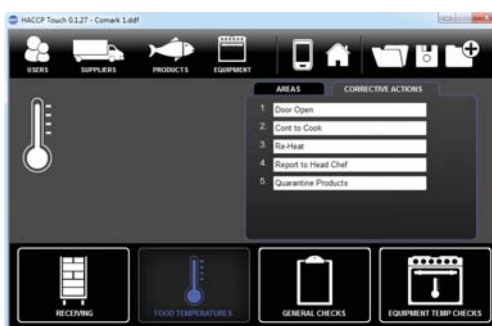 HACCP Touch 0.1.27 - Comark 1.ddf
USERS
SUPPLIERS
PRODUCTS
EQUIPMENT
AREAS
CORRECTIVE ACTIONS
1. Door Open
2. Cont to Cook
3. Re-Heat
4. Report to Head Chef
5. Quarantine Products
RECEIVING
FOOD TEMPERATURES
GENERAL CHECKS
EQUIPMENT TEMP CHECKS